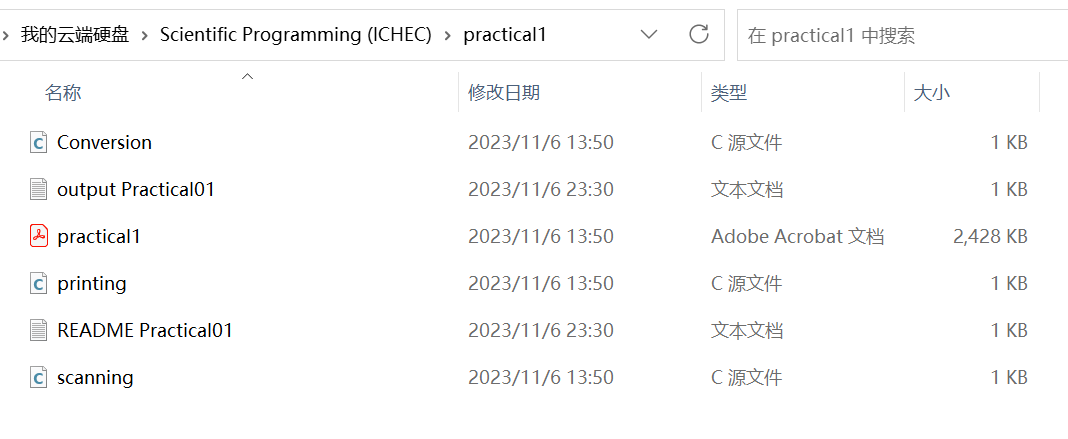 我的云端硬盘 Scientific Programming (ICHEC) practical1 在 practical1 中搜索
名称 修改日期 类型 大小
Conversion 2023/11/6 13:50 C 源文件 1 KB
output Practical01 2023/11/6 23:30 文本文档 1 KB
practical1 2023/11/6 13:50 Adobe Acrobat 文档 2,428 KB
printing 2023/11/6 13:50 C 源文件 1 KB
README Practical01 2023/11/6 23:30 文本文档 1 KB
scanning 2023/11/6 13:50 C 源文件 1 KB